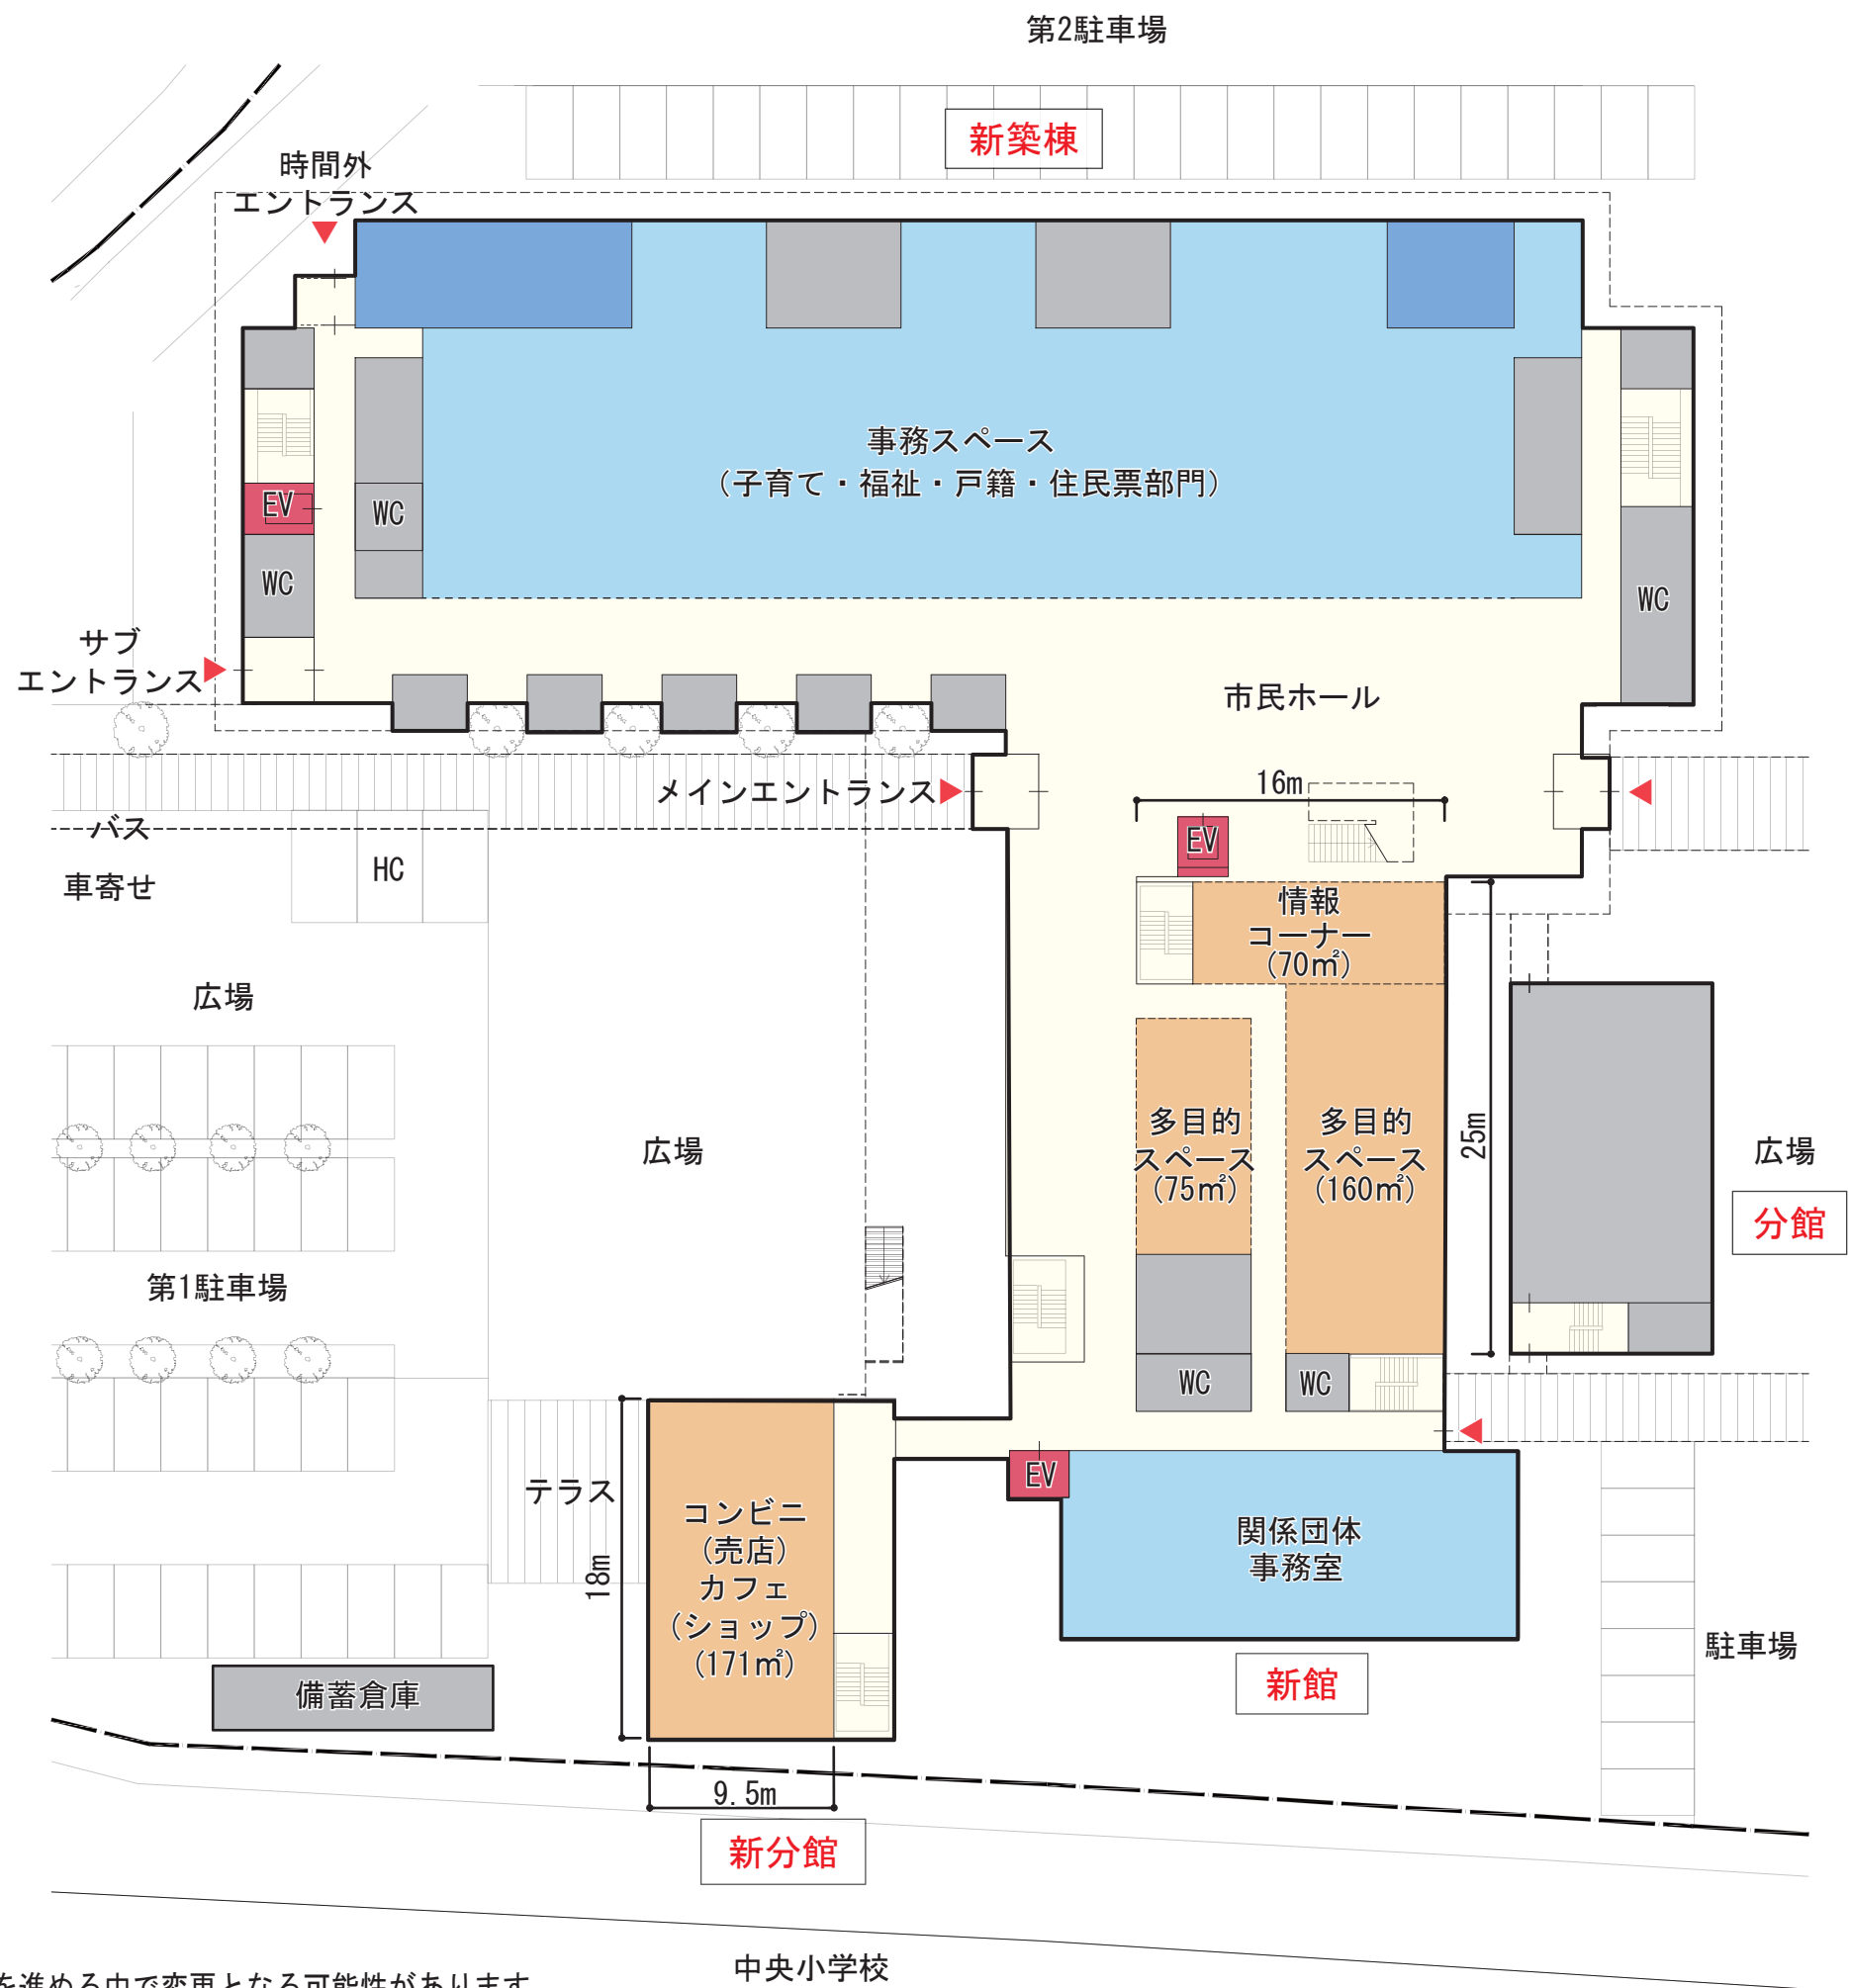 第2駐車場
新築棟
時間外
エントランス
事務スペース
（子育て・福祉・戸籍・住民票部門）
EV
WC
WC
WC
サブ
エントランス
市民ホール
メインエントランス
16m
バス
車寄せ
HC
EV
情報
コーナー
(70㎡)
広場
多目的
スペース
(75㎡)
多目的
スペース
(160㎡)
25m
広場
広場
分館
第1駐車場
WC
WC
テラス
18m
コンビニ
(売店)
カフェ
(ショップ)
(171㎡)
EV
関係団体
事務室
新館
駐車場
備蓄倉庫
9.5m
新分館
中央小学校
を進める中で変更となる可能性があります